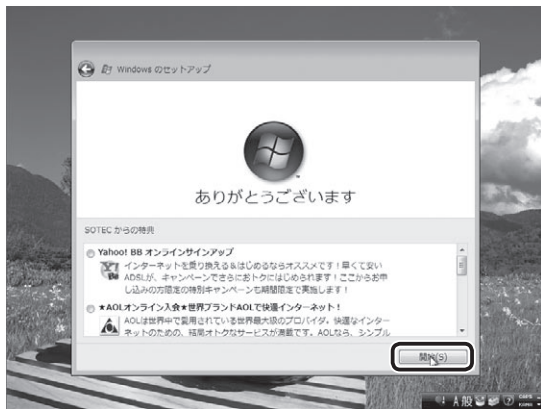 Windows のセットアップ
ありがとうございます
SOTEC からの特典
Yahoo! BB オンラインサインアップ
インターネットを乗り換える&はじめるならオススメです！早くて安い
ADSLが、キャンペーンでさらにおトクにはじめられます！ここからお申
し込みの方限定の特別キャンペーンも期間限定で実施します！
★AOLオンライン入会★世界ブランドAOLで快適インターネット！
AOLは世界中で愛用されている世界最大級のプロバイダ。快適なインター
ネットのための、結局オトクなサービスが満載です。AOLなら、シンプル
開始(S)
A 般 CAPS
KANA